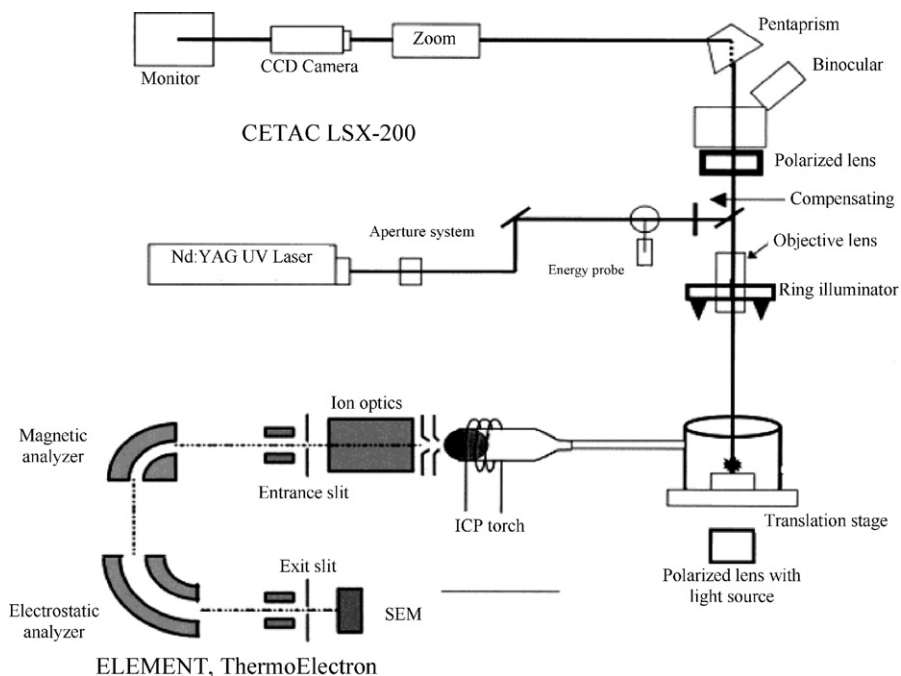 Pentaprism
Zoom
Monitor
CCD Camera
Binocular
CETAC LSX-200
Polarized lens
Compensating
Aperture system
Objective lens
Nd:YAG UV Laser
Energy probe
Ring illuminator
Ion optics
Magnetic
analyzer
Entrance slit
ICP torch
Translation stage
Exit slit
Polarized lens with
light source
Electrostatic
analyzer
SEM
ELEMENT, ThermoElectron